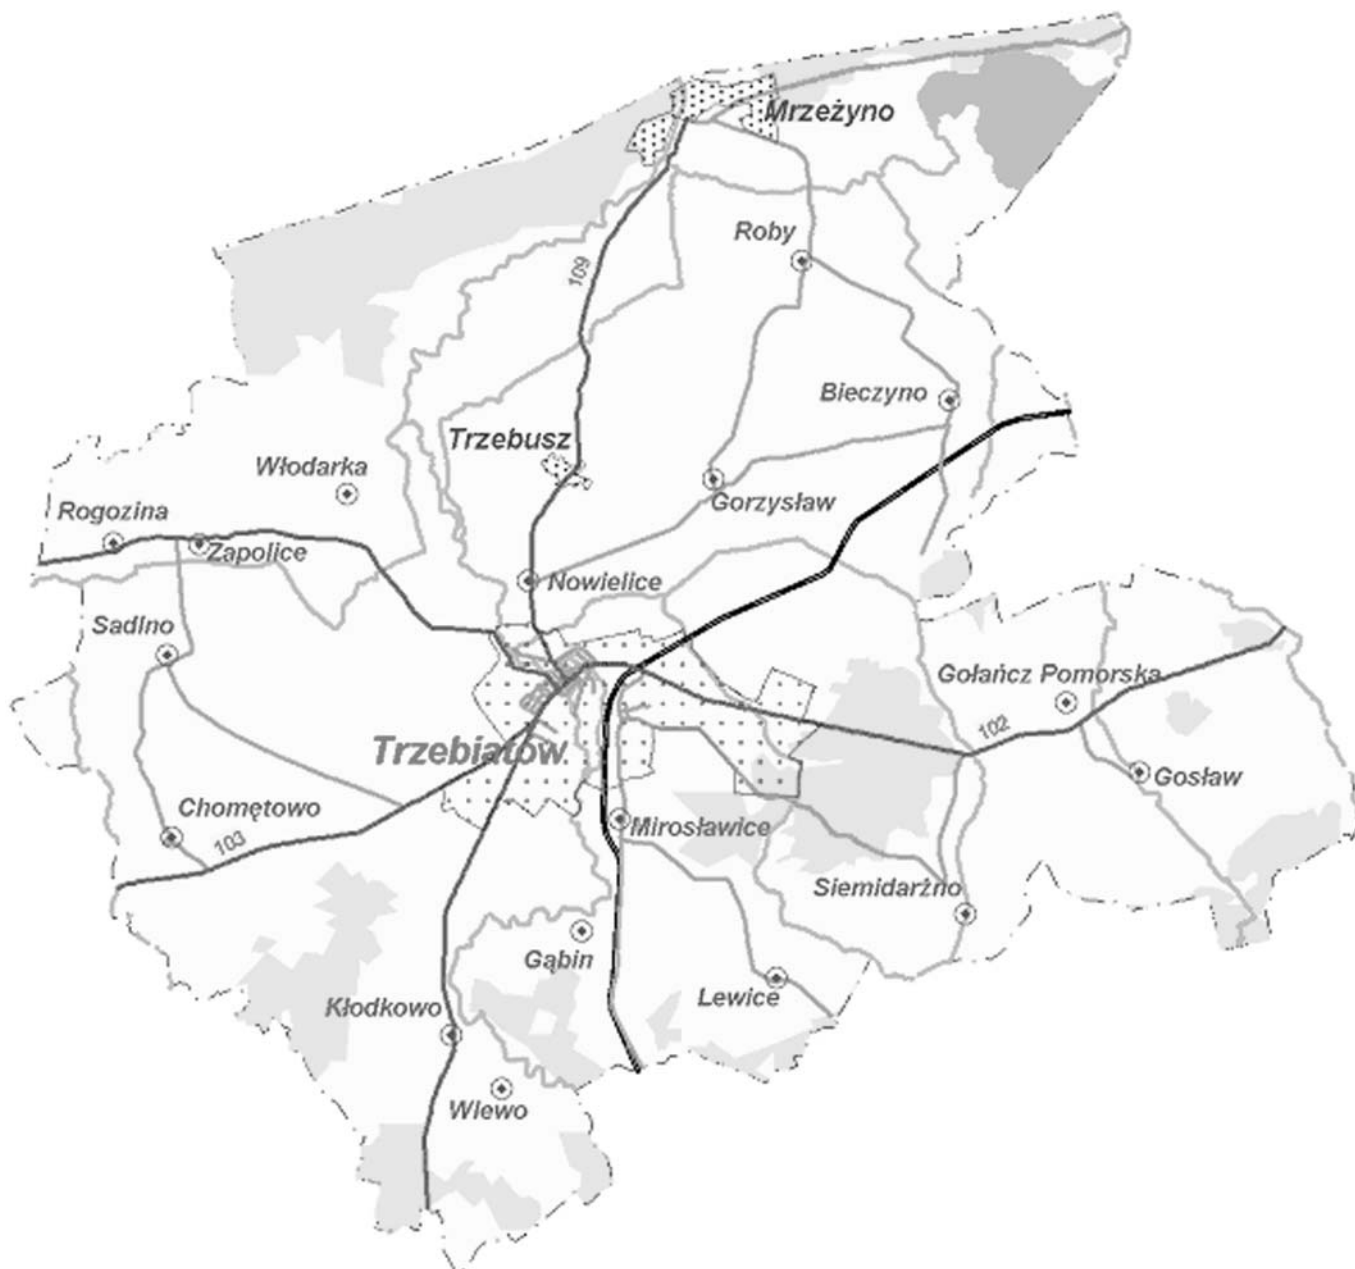 Mrzeżyno
Roby
109
Bieczyno
Trzebusz
Włodarka
Gorzysław
Rogozina
Zapolice
Nowielice
Sadlno
Gołańcz Pomorska
102
Trzebiatów
Gosław
Chomętowo
Mirosławice
103
Siemidarżno
Gąbin
Lewice
Kłodkowo
Wlewo